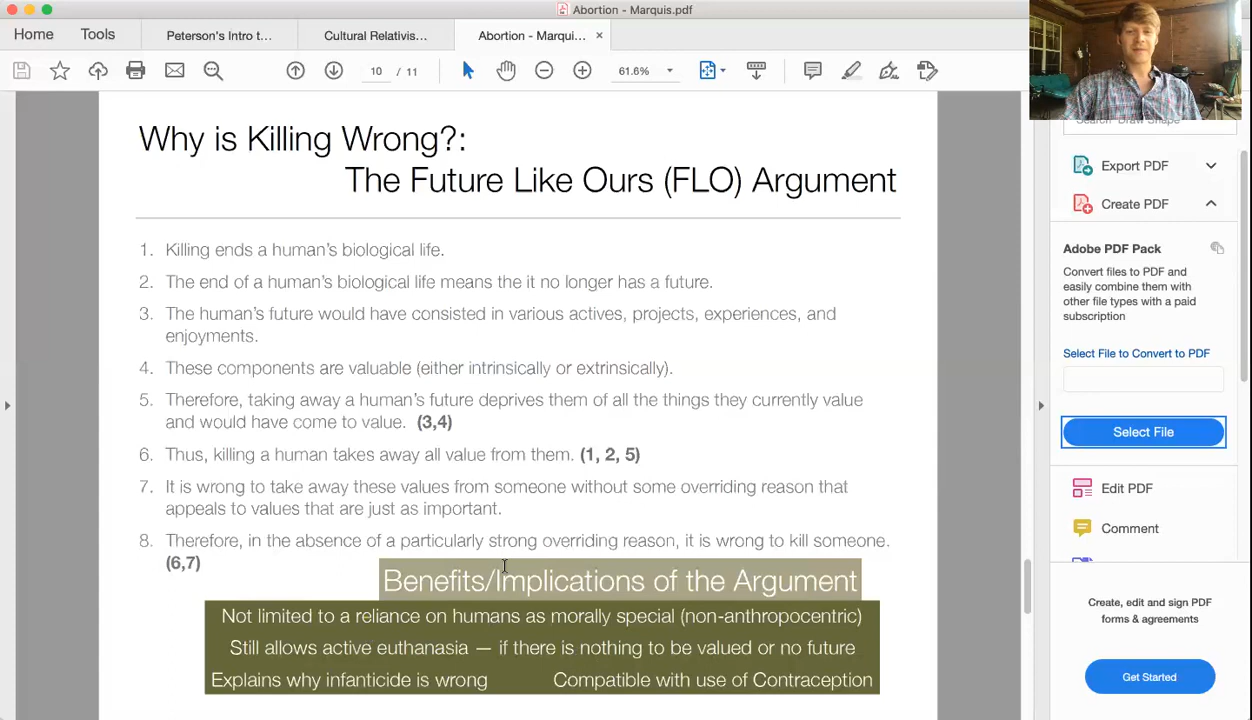 Abortion - Marquis.pdf
Home
Tools
Peterson's Intro t...
Cultural Relativis...
Abortion - Marqui...
10 / 11
61.6%
Why is Killing Wrong?:
The Future Like Ours (FLO) Argument
1. Killing ends a human's biological life.
2. The end of a human's biological life means the it no longer has a future.
3. The human's future would have consisted in various actives, projects, experiences, and
enjoyments.
4. These components are valuable (either intrinsically or extrinsically).
5. Therefore, taking away a human's future deprives them of all the things they currently value
and would have come to value. (3,4)
6. Thus, killing a human takes away all value from them. (1, 2, 5)
7. It is wrong to take away these values from someone without some overriding reason that
appeals to values that are just as important.
8. Therefore, in the absence of a particularly strong overriding reason, it is wrong to kill someone.
(6,7)
Benefits/Implications of the Argument
Not limited to a reliance on humans as morally special (non-anthropocentric)
Still allows active euthanasia — if there is nothing to be valued or no future
Explains why infanticide is wrong
Compatible with use of Contraception
Search 'Draw Shape'
Export PDF
Create PDF
Adobe PDF Pack
Convert files to PDF and
easily combine them with
other file types with a paid
subscription
Select File to Convert to PDF
Select File
Edit PDF
Comment
Create, edit and sign PDF
forms & agreements
Get Started